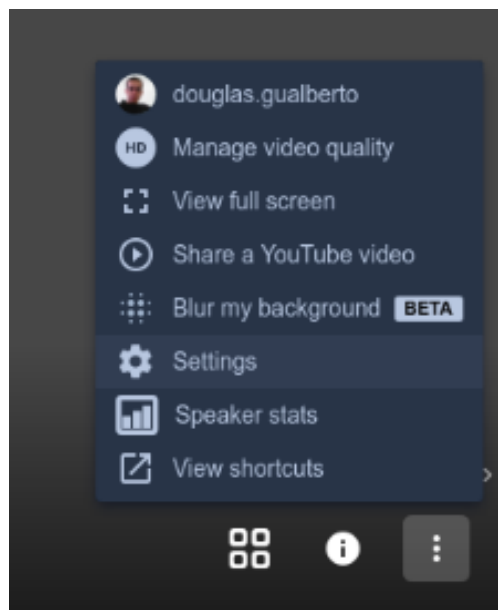 douglas.gualberto
HD Manage video quality
View full screen
Share a YouTube video
Blur my background BETA
Settings
Speaker stats
View shortcuts